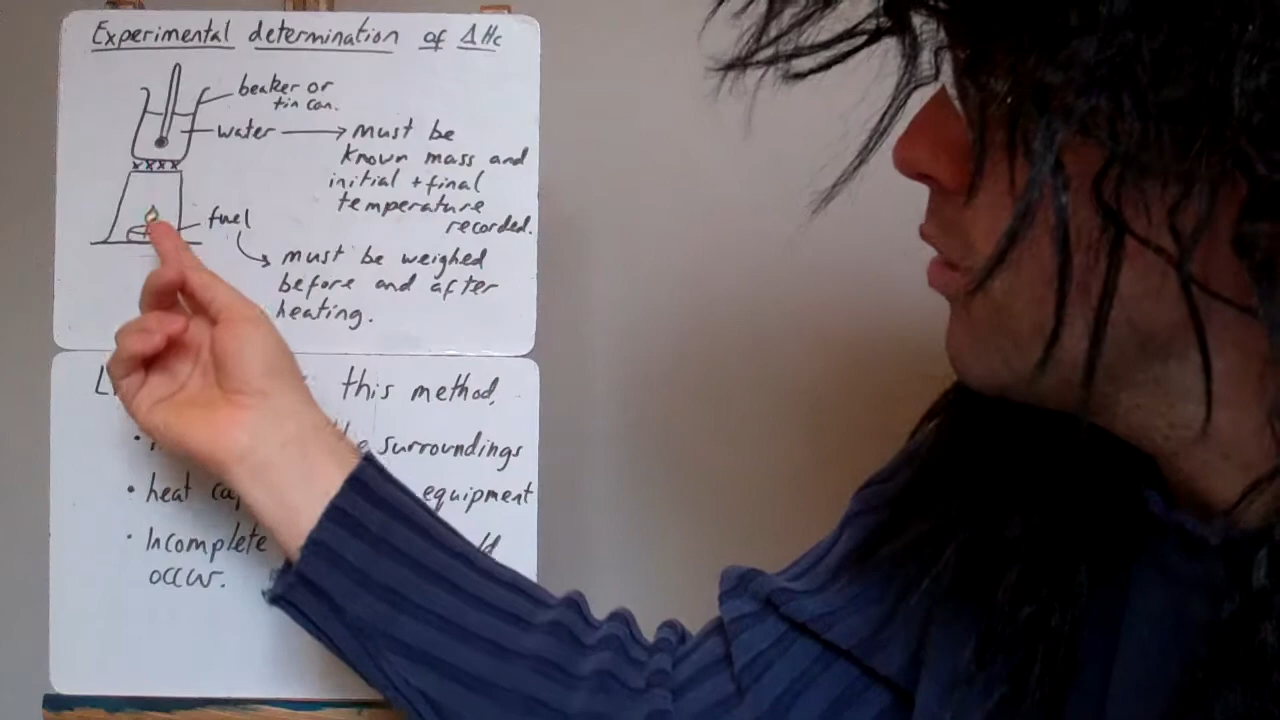 Experimental determination of ΔHc
beaker or
tin can.
water → must be
known mass and
initial + final
temperature
recorded.
fuel
must be weighed
before and after
heating.
this method.
surroundings
• heat equipment
• Incomplete
occur.